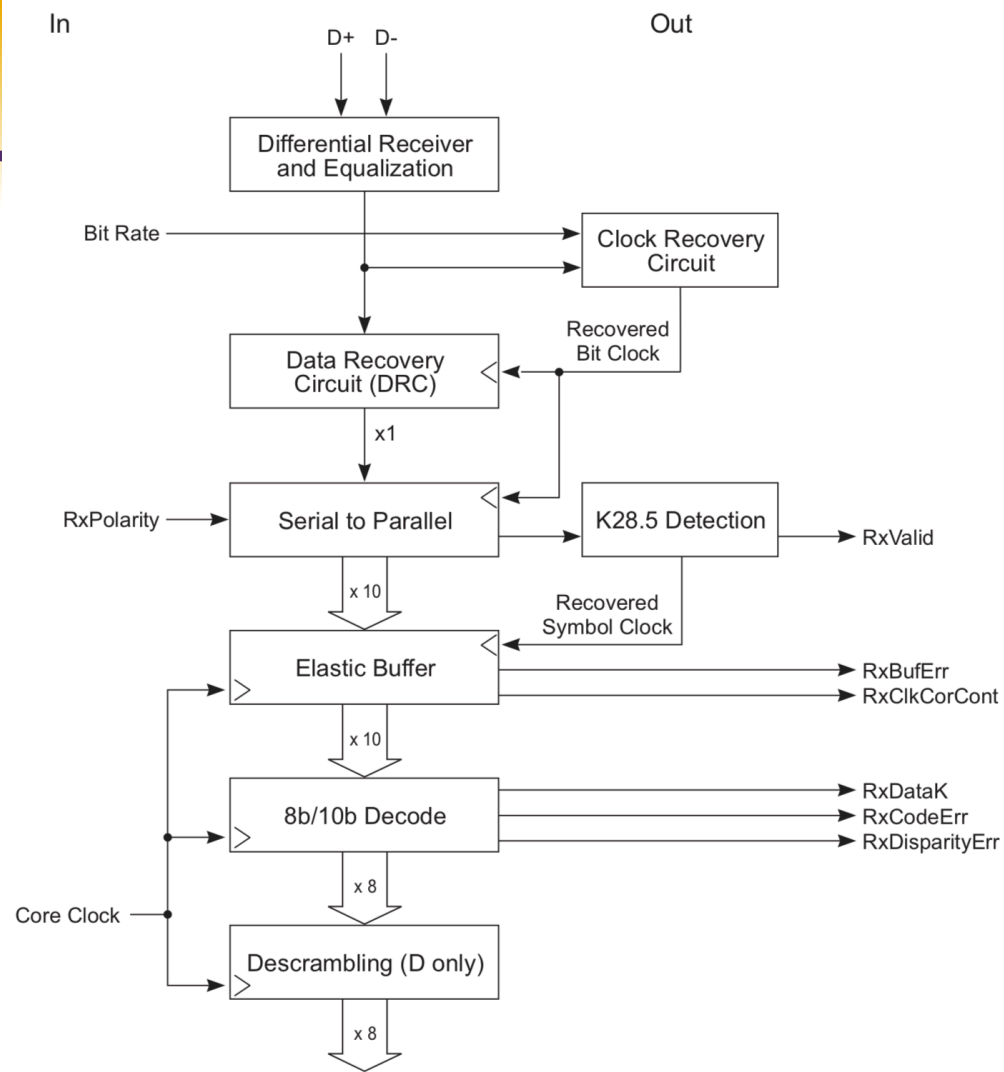 In
Out
D+ D-
Differential Receiver
and Equalization
Bit Rate
Clock Recovery
Circuit
Recovered
Bit Clock
Data Recovery
Circuit (DRC)
x1
RxPolarity
Serial to Parallel
K28.5 Detection
RxValid
x 10
Recovered
Symbol Clock
Elastic Buffer
RxBufErr
RxClkCorCont
x 10
8b/10b Decode
RxDataK
RxCodeErr
RxDisparityErr
x 8
Core Clock
Descrambling (D only)
x 8